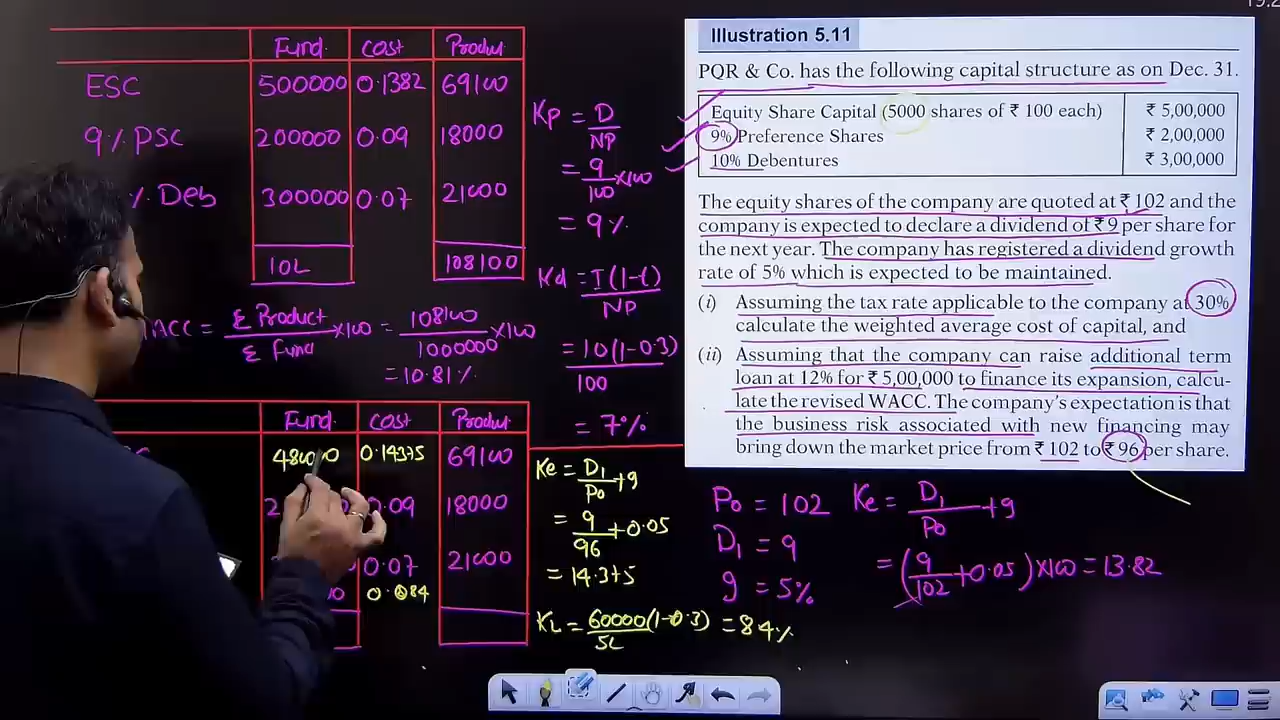 19:2
Fund Cost Product
ESC 500000 0.1382 69100
9% PSC 200000 0.09 18000
% Deb 300000 0.07 21000
10L 108100
WACC = Σ Product / Σ Fund ×100 = 108100 / 1000000 ×100
= 10.81%
Kp = D / NP
= 9 / 100 ×100
= 9%
Kd = I(1-t) / NP
= 10(1-0.3) / 100
= 7%
Illustration 5.11
PQR & Co. has the following capital structure as on Dec. 31.
Equity Share Capital (5000 shares of ₹ 100 each) ₹ 5,00,000
9% Preference Shares ₹ 2,00,000
10% Debentures ₹ 3,00,000
The equity shares of the company are quoted at ₹ 102 and the
company is expected to declare a dividend of ₹ 9 per share for
the next year. The company has registered a dividend growth
rate of 5% which is expected to be maintained.
(i) Assuming the tax rate applicable to the company at 30%
calculate the weighted average cost of capital, and
(ii) Assuming that the company can raise additional term
loan at 12% for ₹ 5,00,000 to finance its expansion, calcu-
late the revised WACC. The company's expectation is that
the business risk associated with new financing may
bring down the market price from ₹ 102 to ₹ 96 per share.
Fund Cost Product
0.14375 69100
0.09 18000
0.07 21000
0.084
Ke = D1 / P0 + g
= 9 / 96 + 0.05
= 14.375
KL = 60000(1-0.3) / 5L = 84%
P0 = 102
D1 = 9
g = 5%
Ke = D1 / P0 + g
= (9 / 102 + 0.05) ×100 = 13.82